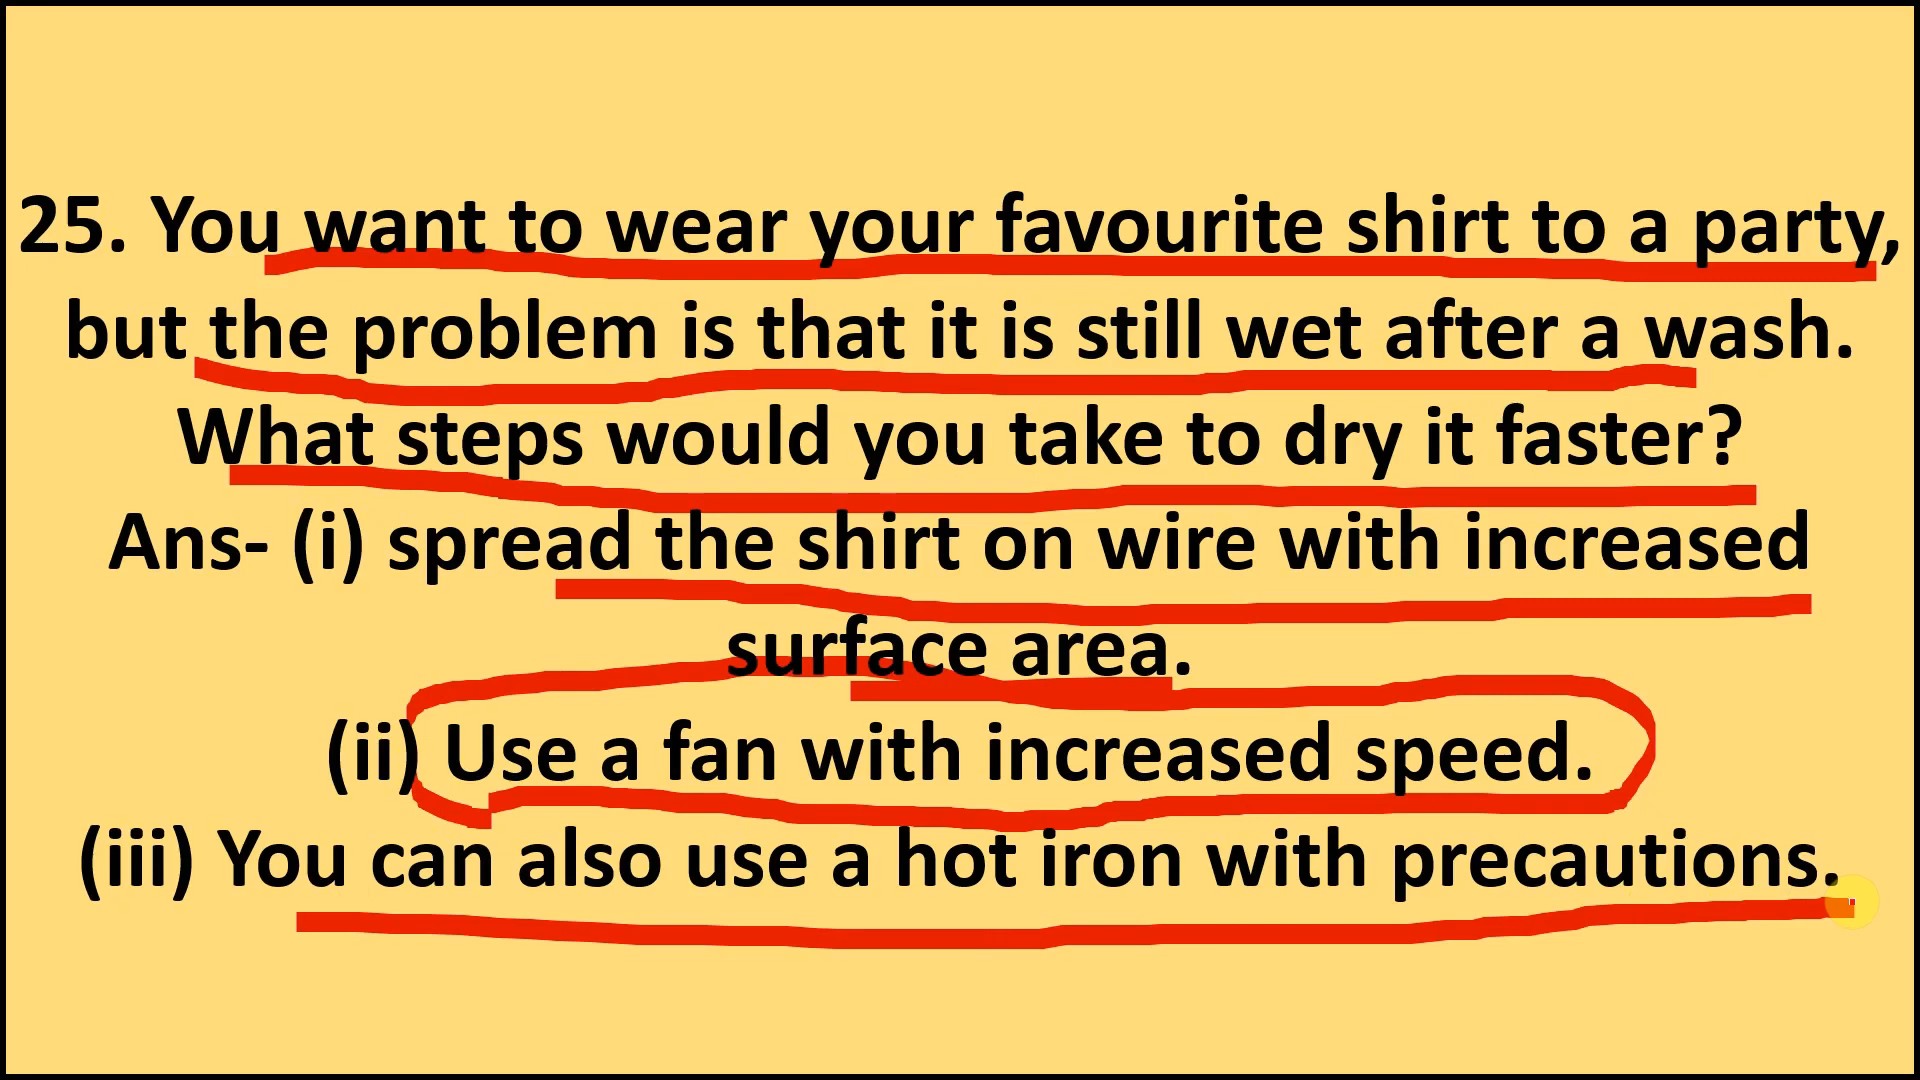 25. You want to wear your favourite shirt to a party,
but the problem is that it is still wet after a wash.
What steps would you take to dry it faster?
Ans- (i) spread the shirt on wire with increased
surface area.
(ii) Use a fan with increased speed.
(iii) You can also use a hot iron with precautions.